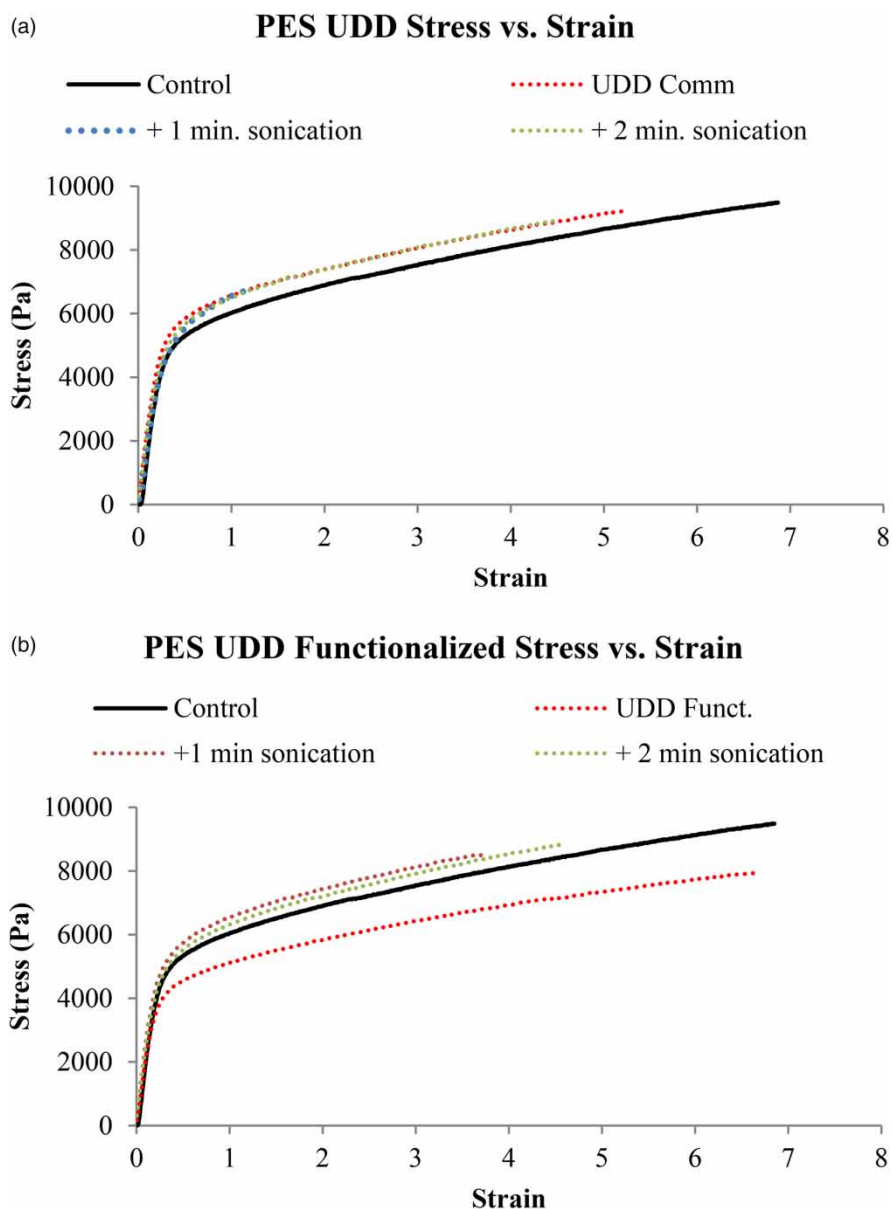 (a)
PES UDD Stress vs. Strain
Control
UDD Comm
+ 1 min. sonication
+ 2 min. sonication
10000
8000
6000
4000
2000
0
Stress (Pa)
0 1 2 3 4 5 6 7 8
Strain
(b)
PES UDD Functionalized Stress vs. Strain
Control
UDD Funct.
+1 min sonication
+ 2 min sonication
10000
8000
6000
4000
2000
0
Stress (Pa)
0 1 2 3 4 5 6 7 8
Strain